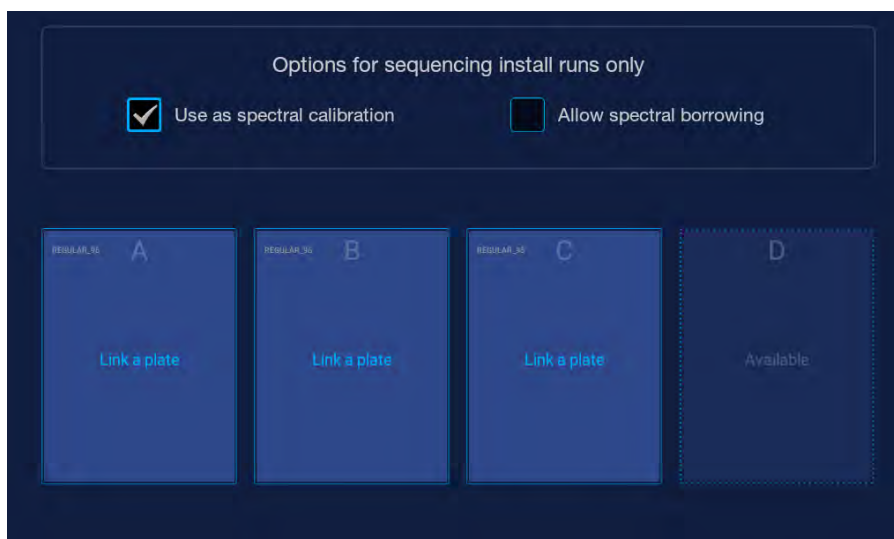 Options for sequencing install runs only
Use as spectral calibration
Allow spectral borrowing
REGULAR_96
A
REGULAR_96
B
REGULAR_96
C
D
Link a plate
Link a plate
Link a plate
Available